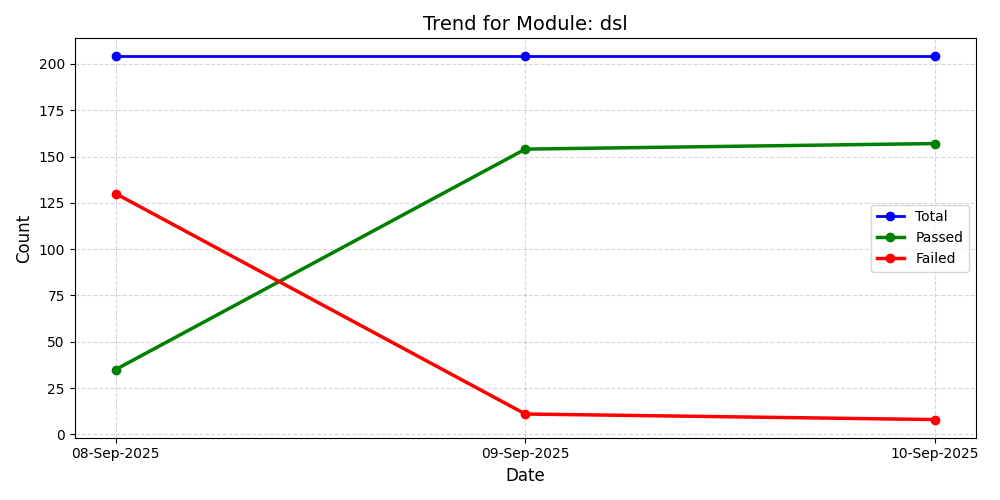 Trend for Module: dsl
Count
200
175
150
125
100
75
50
25
0
Total
Passed
Failed
08-Sep-2025
09-Sep-2025
10-Sep-2025
Date